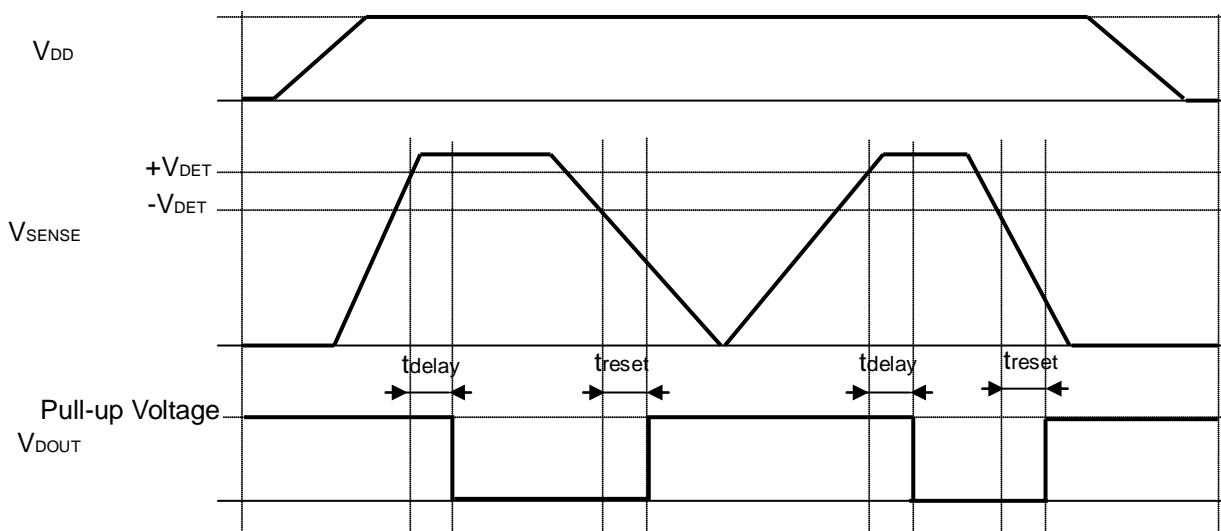 VDD
+VDET
-VDET
VSENSE
tdelay treset tdelay treset
Pull-up Voltage
VDOUT